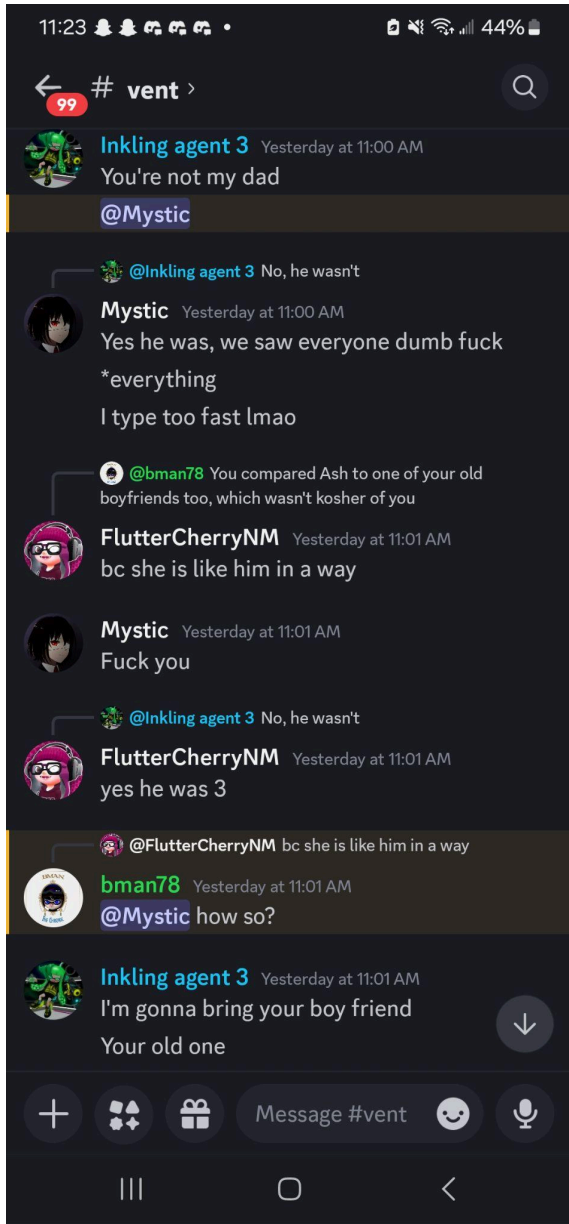 11:23
44%
99
# vent >
Inkling agent 3 Yesterday at 11:00 AM
You're not my dad
@Mystic
@Inkling agent 3 No, he wasn't
Mystic Yesterday at 11:00 AM
Yes he was, we saw everyone dumb fuck
*everything
I type too fast lmao
@bman78 You compared Ash to one of your old
boyfriends too, which wasn't kosher of you
FlutterCherryNM Yesterday at 11:01 AM
bc she is like him in a way
Mystic Yesterday at 11:01 AM
Fuck you
@Inkling agent 3 No, he wasn't
FlutterCherryNM Yesterday at 11:01 AM
yes he was 3
@FlutterCherryNM bc she is like him in a way
BMAN
bman78 Yesterday at 11:01 AM
@Mystic how so?
Inkling agent 3 Yesterday at 11:01 AM
I'm gonna bring your boy friend
Your old one
Message #vent